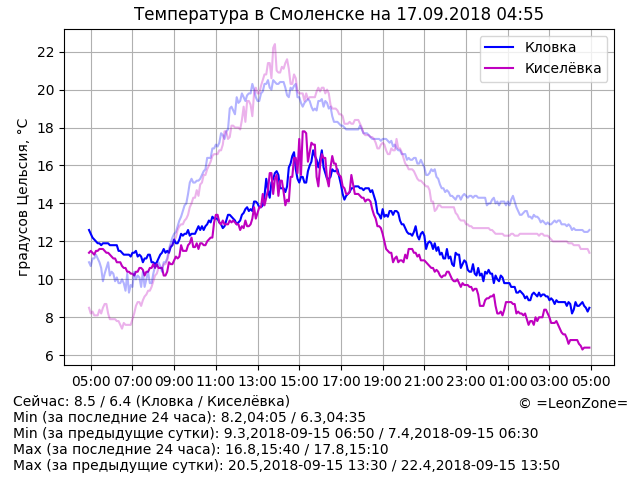 Температура в Смоленске на 17.09.2018 04:55
Кловка
Киселёвка
градусов Цельсия, °C
22
20
18
16
14
12
10
8
6
05:00 07:00 09:00 11:00 13:00 15:00 17:00 19:00 21:00 23:00 01:00 03:00 05:00
Сейчас: 8.5 / 6.4 (Кловка / Киселёвка)
© =LeonZone=
Min (за последние 24 часа): 8.2,04:05 / 6.3,04:35
Min (за предыдущие сутки): 9.3,2018-09-15 06:50 / 7.4,2018-09-15 06:30
Max (за последние 24 часа): 16.8,15:40 / 17.8,15:10
Max (за предыдущие сутки): 20.5,2018-09-15 13:30 / 22.4,2018-09-15 13:50